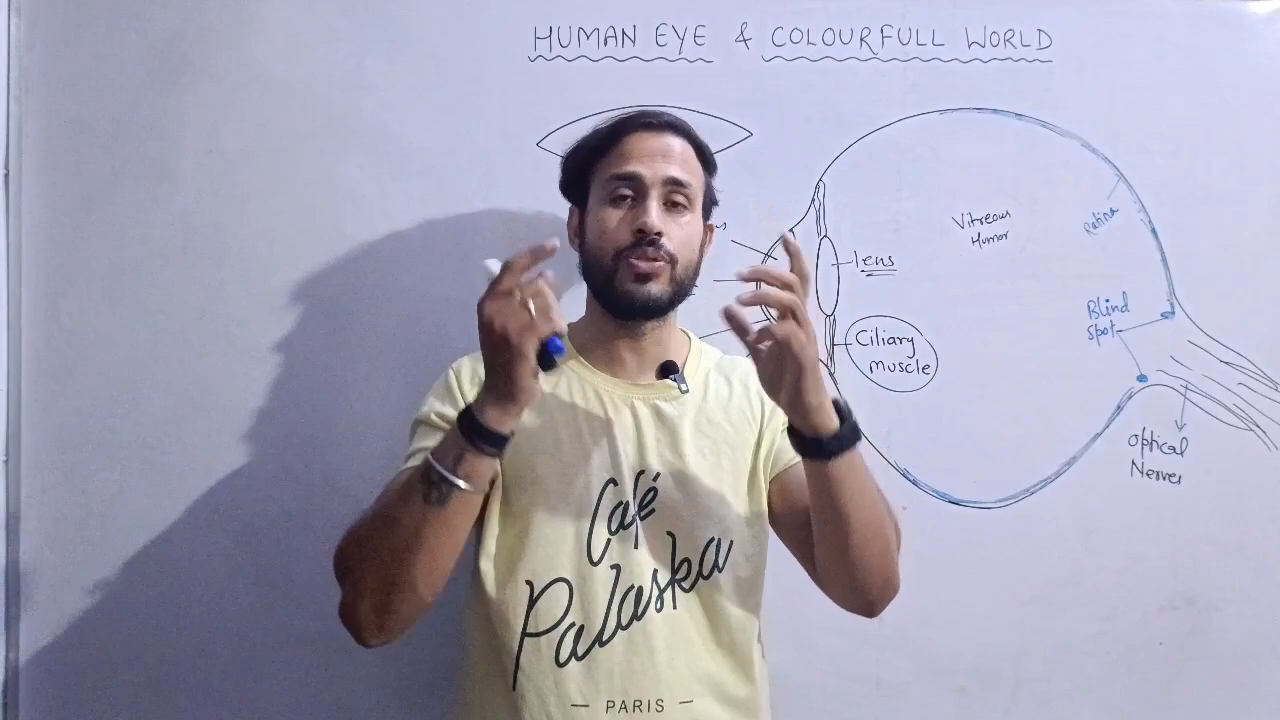 HUMAN EYE & COLOURFULL WORLD
Vitreous
Humor
Retina
lens
Blind
spot
Ciliary
muscle
Optical
Nerves
Café
Palaska
— PARIS —